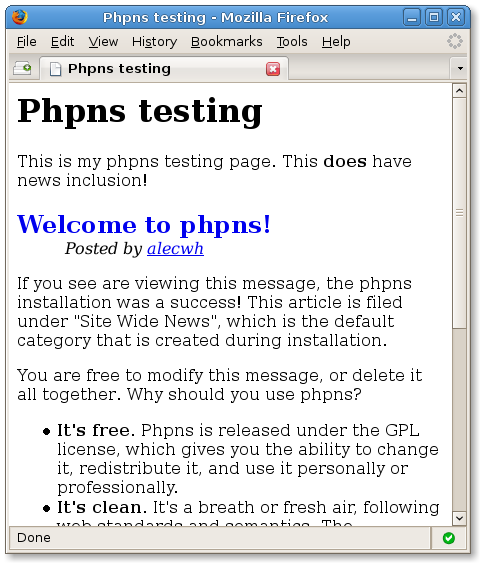 Phpns testing - Mozilla Firefox
File Edit View History Bookmarks Tools Help
Phpns testing
Phpns testing
This is my phpns testing page. This does have
news inclusion!
Welcome to phpns!
Posted by alecwh
If you see are viewing this message, the phpns
installation was a success! This article is filed
under "Site Wide News", which is the default
category that is created during installation.
You are free to modify this message, or delete it
all together. Why should you use phpns?
• It's free. Phpns is released under the GPL
license, which gives you the ability to change
it, redistribute it, and use it personally or
professionally.
• It's clean. It's a breath or fresh air, following
web standards and semantics. The
Done